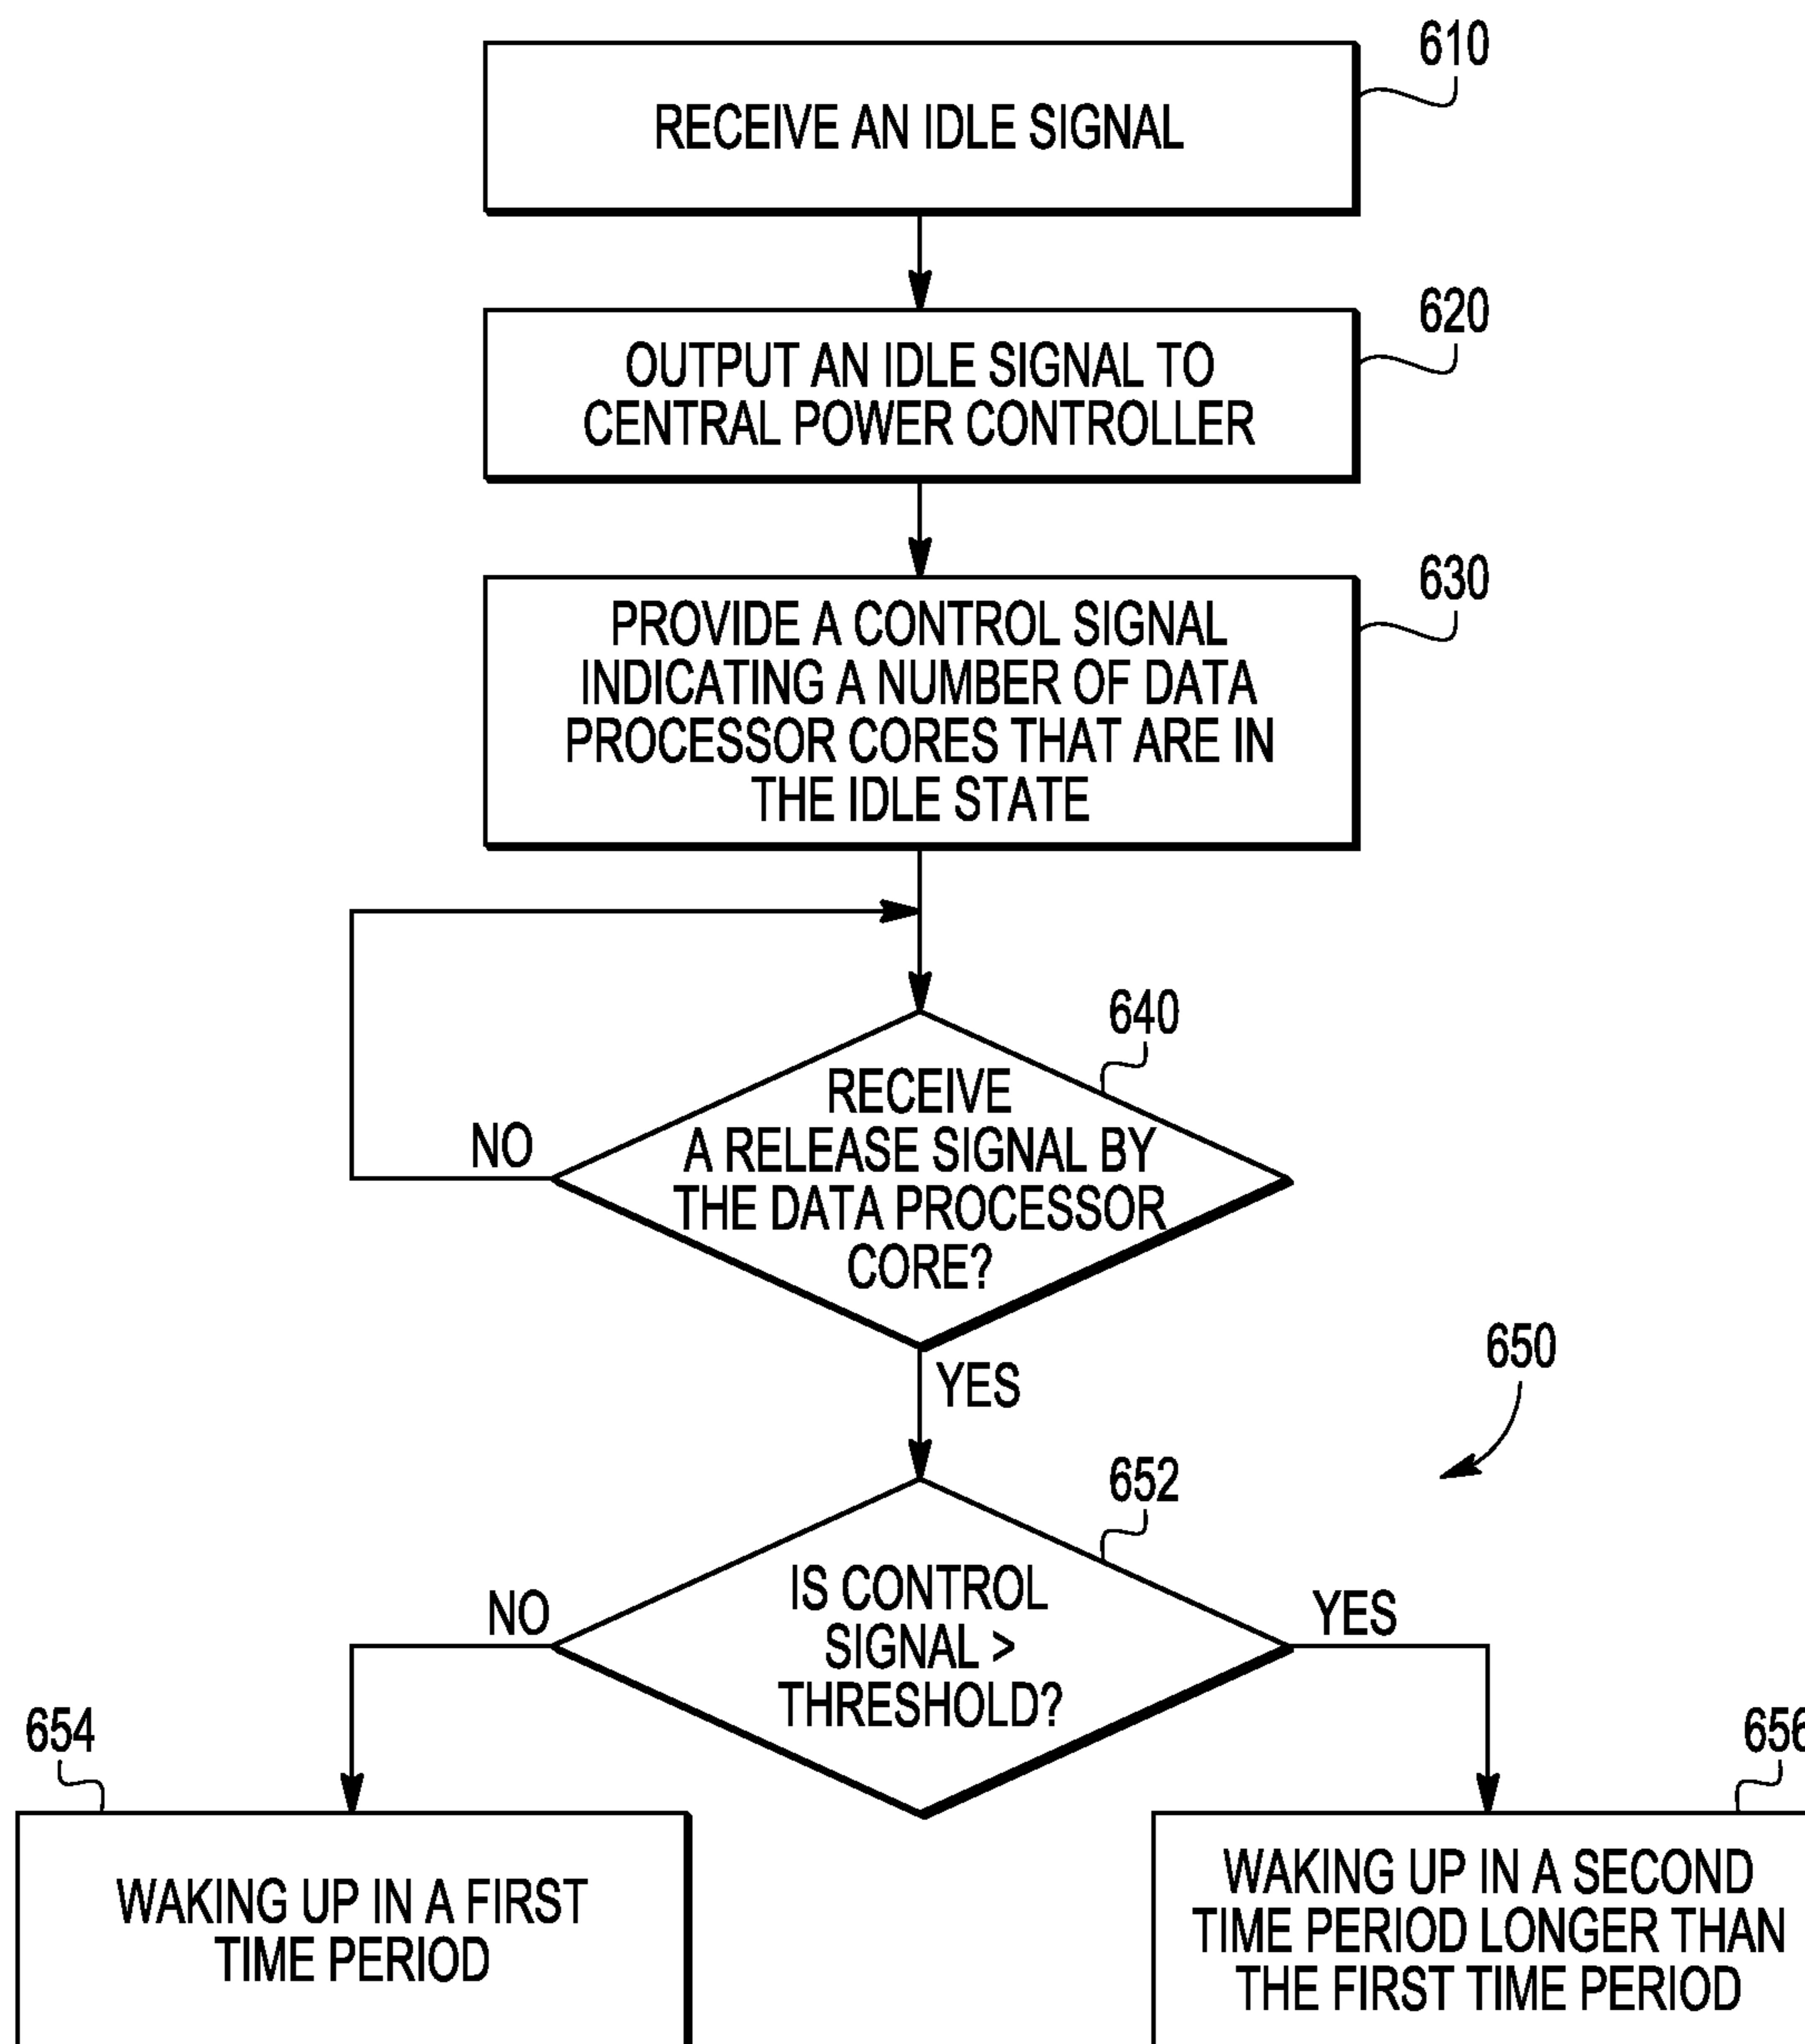 610
RECEIVE AN IDLE SIGNAL
620
OUTPUT AN IDLE SIGNAL TO
CENTRAL POWER CONTROLLER
630
PROVIDE A CONTROL SIGNAL
INDICATING A NUMBER OF DATA
PROCESSOR CORES THAT ARE IN
THE IDLE STATE
640
RECEIVE
A RELEASE SIGNAL BY
THE DATA PROCESSOR
CORE?
NO
YES
650
652
IS CONTROL
SIGNAL >
THRESHOLD?
NO
YES
654
WAKING UP IN A FIRST
TIME PERIOD
656
WAKING UP IN A SECOND
TIME PERIOD LONGER THAN
THE FIRST TIME PERIOD